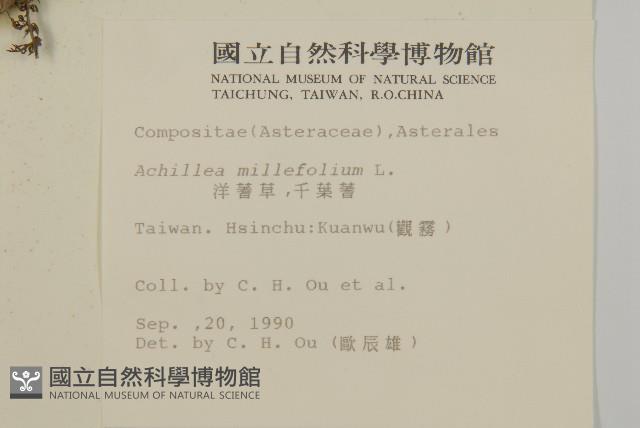 國立自然科學博物館
NATIONAL MUSEUM OF NATURAL SCIENCE
TAICHUNG, TAIWAN, R.O.CHINA
Compositae(Asteraceae),Asterales
Achillea millefolium L.
洋蓍草,千葉蓍
Taiwan. Hsinchu:Kuanwu(觀霧)
Coll. by C. H. Ou et al.
Sep. ,20, 1990
Det. by C. H. Ou (歐辰雄)
國立自然科學博物館
NATIONAL MUSEUM OF NATURAL SCIENCE